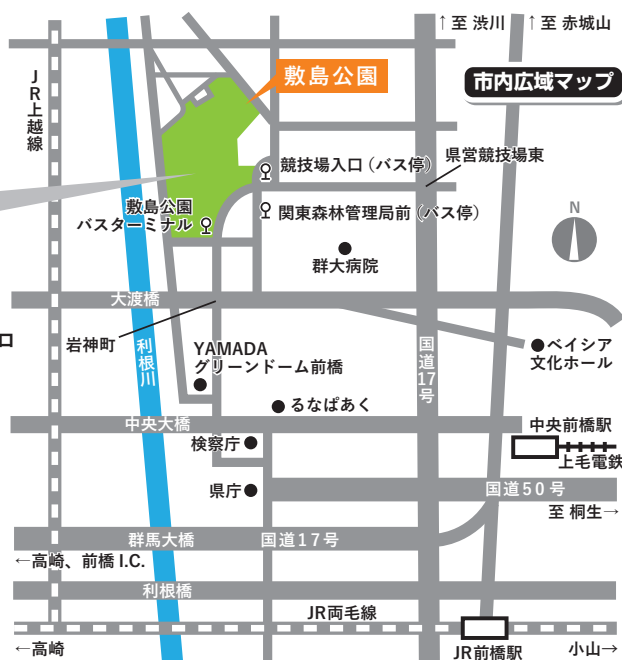 ↑至 渋川
↑至 赤城山
JR上越線
敷島公園
市内広域マップ
競技場入口（バス停）
県営競技場東
敷島公園
バスターミナル
関東森林管理局前（バス停）
N
群大病院
大渡橋
口
岩神町
利根川
YAMADA
グリーンドーム前橋
国道17号
ベイシア
文化ホール
るなぱあく
中央大橋
中央前橋駅
検察庁
上毛電鉄
県庁
国道50号
至 桐生→
群馬大橋
国道17号
←高崎、前橋 I.C.
利根橋
JR両毛線
←高崎
JR前橋駅
小山→